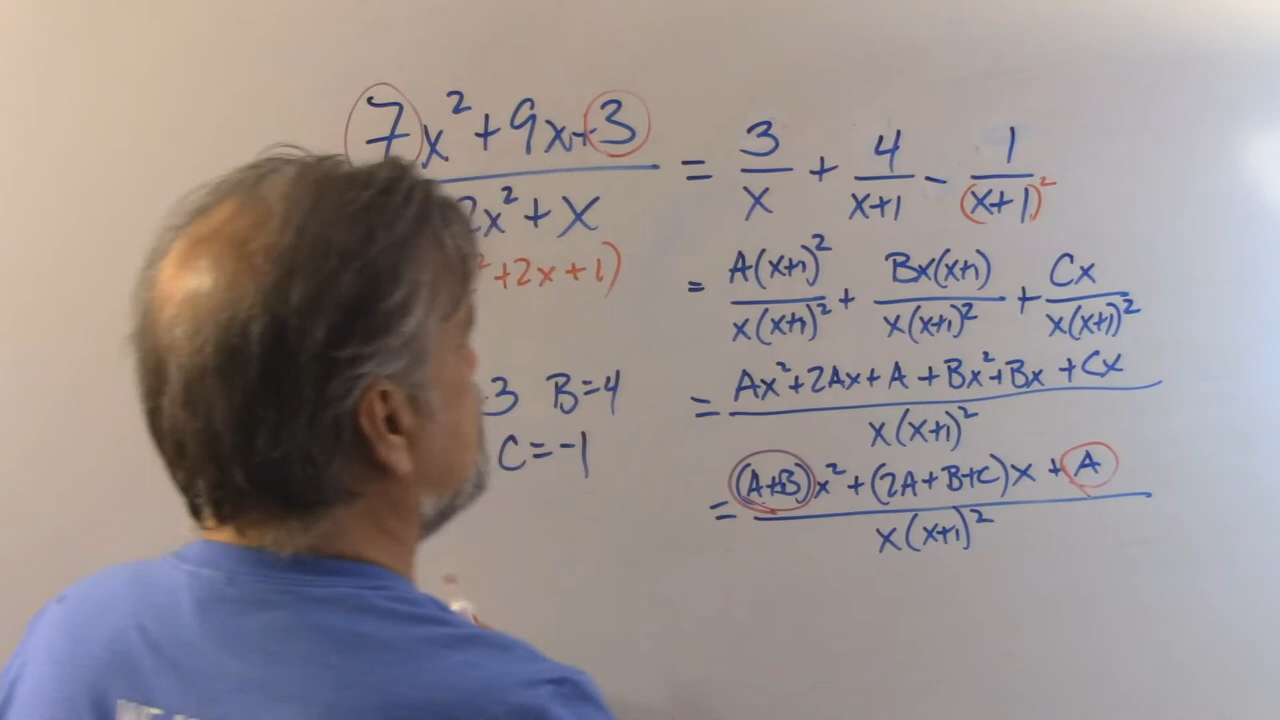 7x²+9x+3 = 3/x + 4/(x+1) - 1/(x+1)²
2x²+x
²+2x+1)
= A(x+1)²/x(x+1)² + Bx(x+1)/x(x+1)² + Cx/x(x+1)²
3 B=4
= Ax²+2Ax+A+Bx²+Bx+Cx/x(x+1)²
C=-1
= (A+B)x²+(2A+B+C)x+A/x(x+1)²